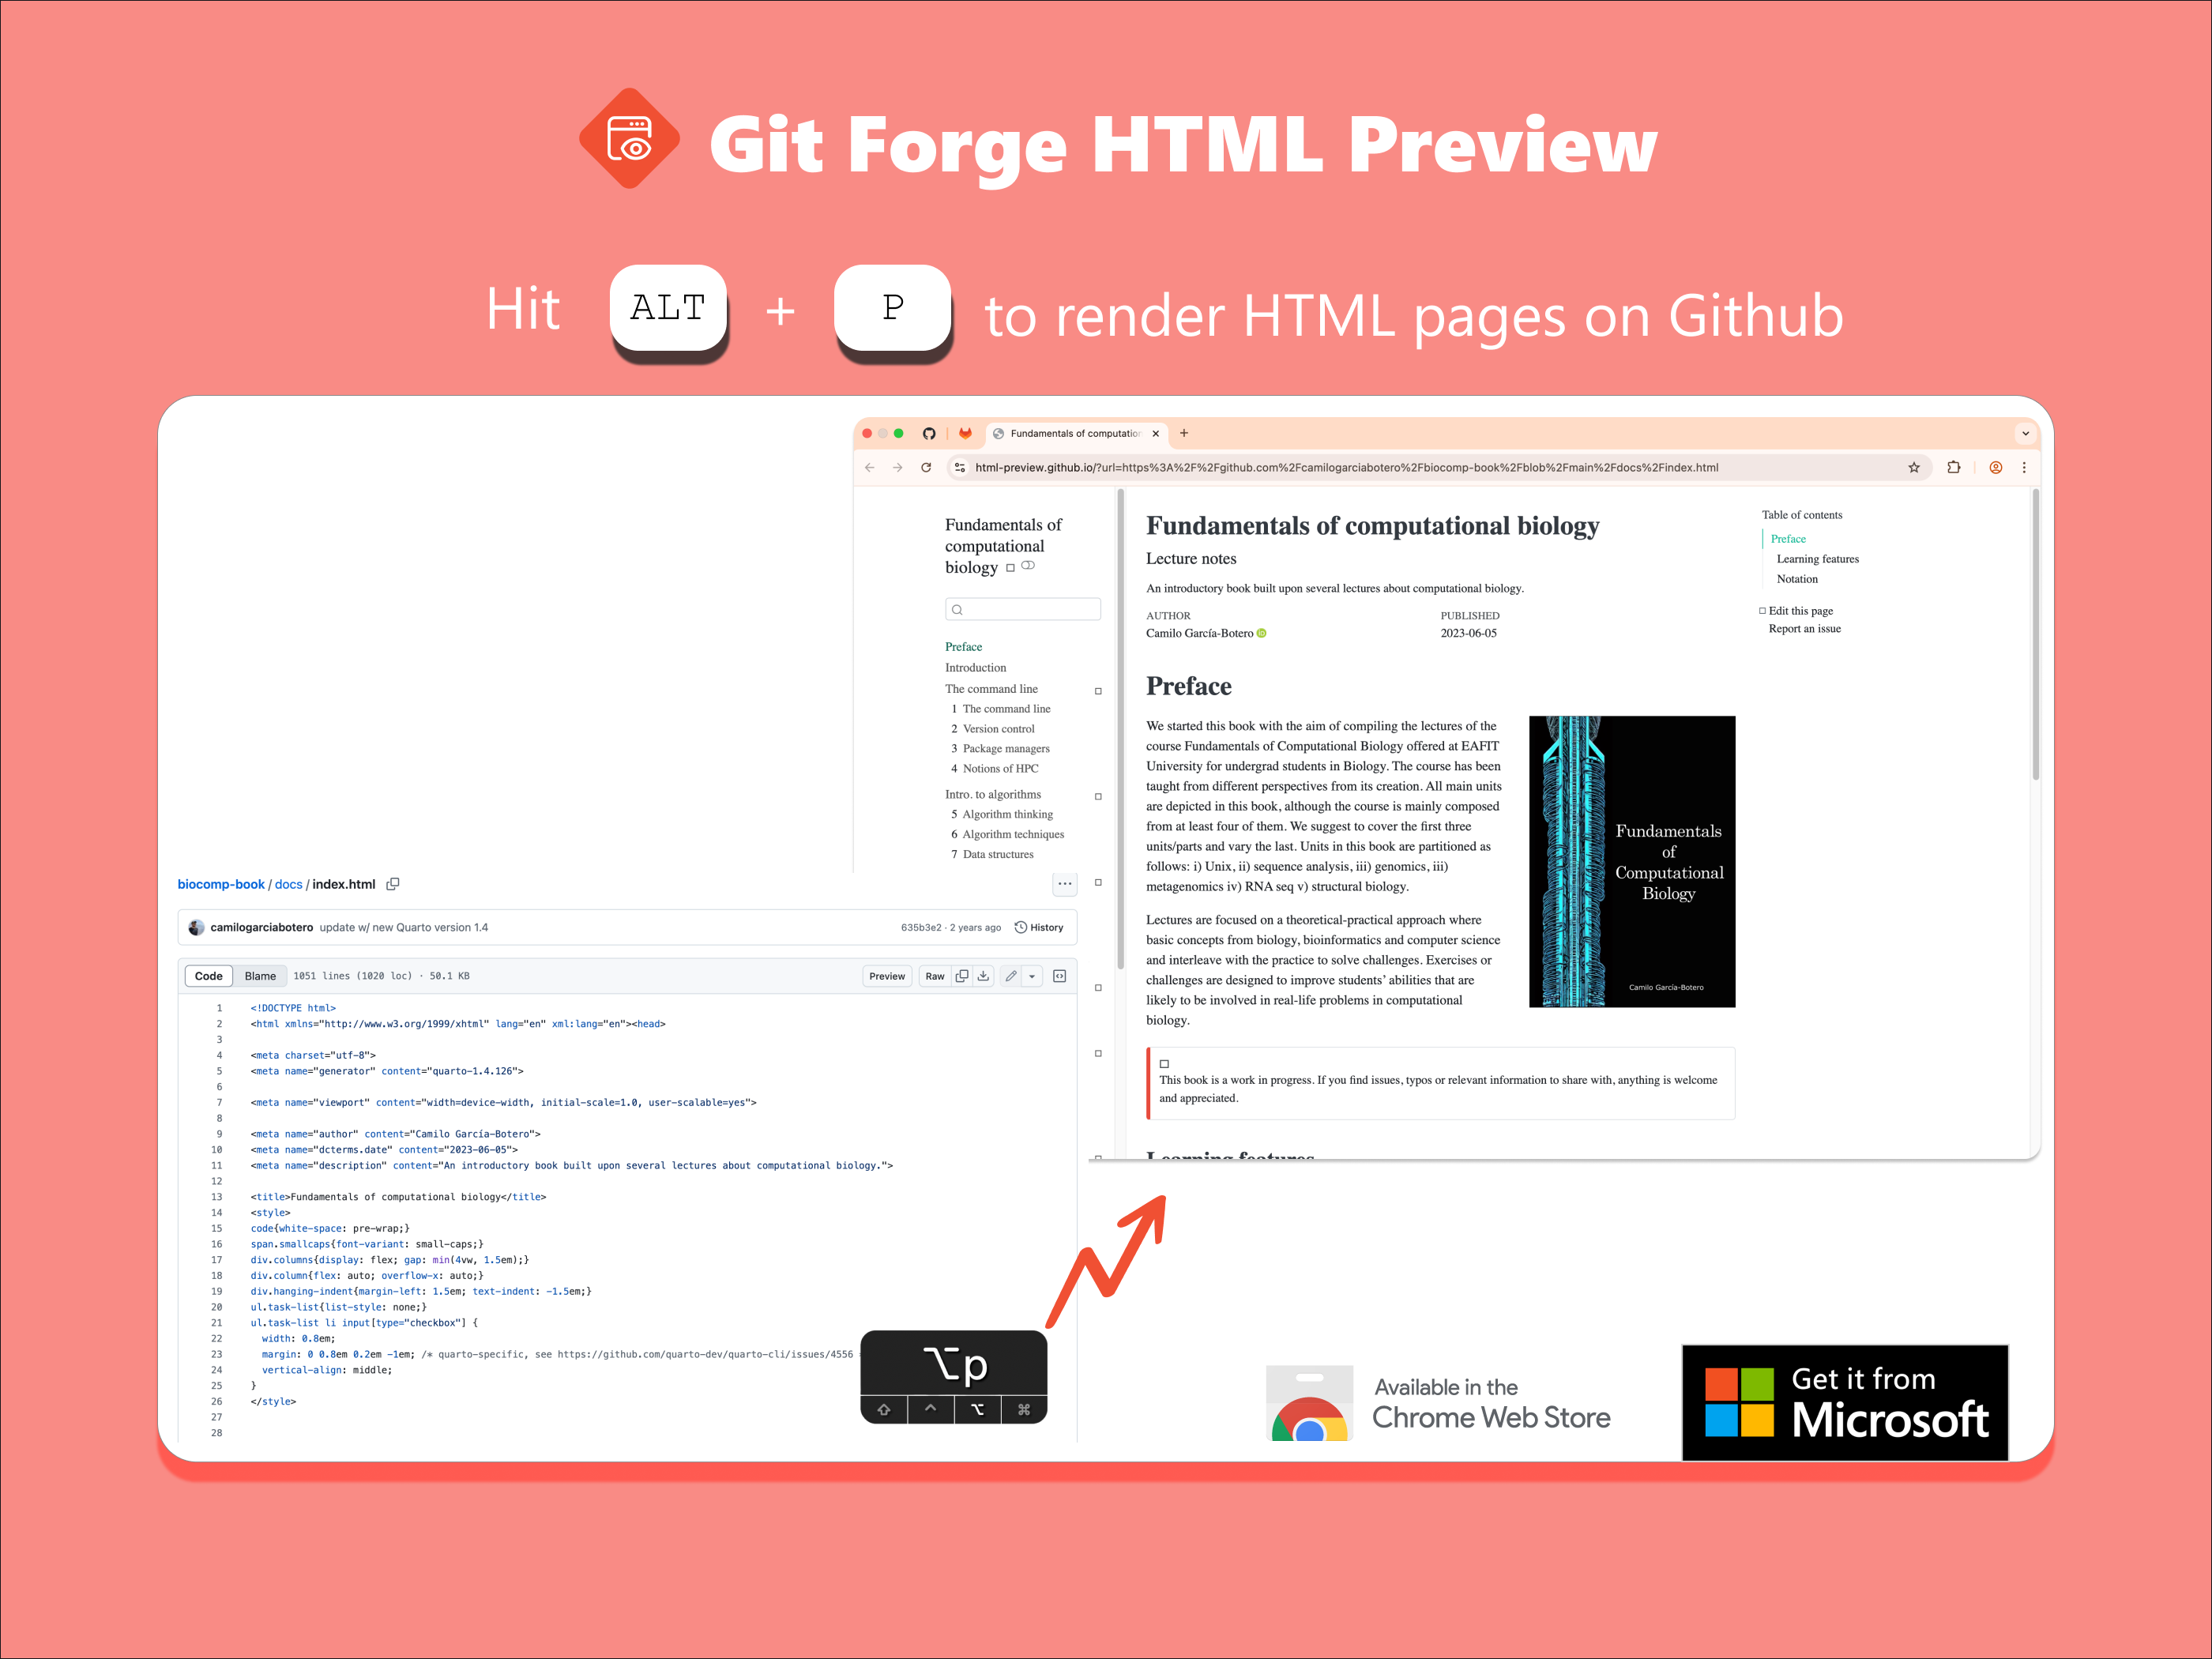 Git Forge HTML Preview
Hit ALT + P to render HTML pages on Github
Fundamentals of computation
html-preview.github.io/?url=https%3A%2F%2Fgithub.com%2Fcamilogarciabotero%2Fbiocomp-book%2Fblob%2Fmain%2Fdocs%2Findex.html
Fundamentals of
computational
biology
Preface
Introduction
The command line
1 The command line
2 Version control
3 Package managers
4 Notions of HPC
Intro. to algorithms
5 Algorithm thinking
6 Algorithm techniques
7 Data structures
Fundamentals of computational biology
Lecture notes
An introductory book built upon several lectures about computational biology.
AUTHOR
Camilo García-Botero
PUBLISHED
2023-06-05
Preface
We started this book with the aim of compiling the lectures of the
course Fundamentals of Computational Biology offered at EAFIT
University for undergrad students in Biology. The course has been
taught from different perspectives from its creation. All main units
are depicted in this book, although the course is mainly composed
from at least four of them. We suggest to cover the first three
units/parts and vary the last. Units in this book are partitioned as
follows: i) Unix, ii) sequence analysis, iii) genomics, iii)
metagenomics iv) RNA seq v) structural biology.
Lectures are focused on a theoretical-practical approach where
basic concepts from biology, bioinformatics and computer science
and interleave with the practice to solve challenges. Exercises or
challenges are designed to improve students' abilities that are
likely to be involved in real-life problems in computational
biology.
Fundamentals
of
Computational
Biology
Camilo García-Botero
This book is a work in progress. If you find issues, typos or relevant information to share with, anything is welcome
and appreciated.
Learning features
Table of contents
Preface
Learning features
Notation
Edit this page
Report an issue
biocomp-book / docs / index.html
camilogarciabotero update w/ new Quarto version 1.4
635b3e2 · 2 years ago History
Code Blame 1051 lines (1020 loc) · 50.1 KB Preview Raw
1 <!DOCTYPE html>
2 <html xmlns="http://www.w3.org/1999/xhtml" lang="en" xml:lang="en"><head>
3
4 <meta charset="utf-8">
5 <meta name="generator" content="quarto-1.4.126">
6
7 <meta name="viewport" content="width=device-width, initial-scale=1.0, user-scalable=yes">
8
9 <meta name="author" content="Camilo García-Botero">
10 <meta name="dcterms.date" content="2023-06-05">
11 <meta name="description" content="An introductory book built upon several lectures about computational biology.">
12
13 <title>Fundamentals of computational biology</title>
14 <style>
15 code{white-space: pre-wrap;}
16 span.smallcaps{font-variant: small-caps;}
17 div.columns{display: flex; gap: min(4vw, 1.5em);}
18 div.column{flex: auto; overflow-x: auto;}
19 div.hanging-indent{margin-left: 1.5em; text-indent: -1.5em;}
20 ul.task-list{list-style: none;}
21 ul.task-list li input[type="checkbox"] {
22 width: 0.8em;
23 margin: 0 0.8em 0.2em -1em; /* quarto-specific, see https://github.com/quarto-dev/quarto-cli/issues/4556
24 vertical-align: middle;
25 }
26 </style>
27
28
⌥p
⇧ ^ ⌥ ⌘
Available in the
Chrome Web Store
Get it from
Microsoft